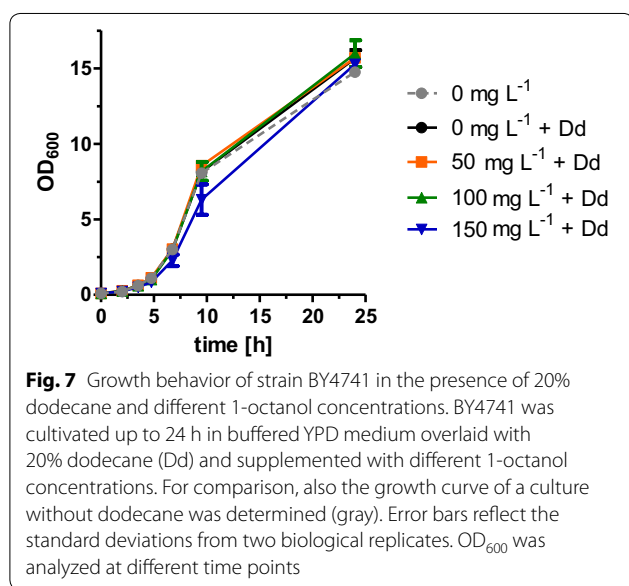 15
10
5
0
OD600
0 5 10 15 20 25
time [h]
0 mg L-1
0 mg L-1 + Dd
50 mg L-1 + Dd
100 mg L-1 + Dd
150 mg L-1 + Dd
Fig. 7 Growth behavior of strain BY4741 in the presence of 20%
dodecane and different 1-octanol concentrations. BY4741 was
cultivated up to 24 h in buffered YPD medium overlaid with
20% dodecane (Dd) and supplemented with different 1-octanol
concentrations. For comparison, also the growth curve of a culture
without dodecane was determined (gray). Error bars reflect the
standard deviations from two biological replicates. OD600 was
analyzed at different time points